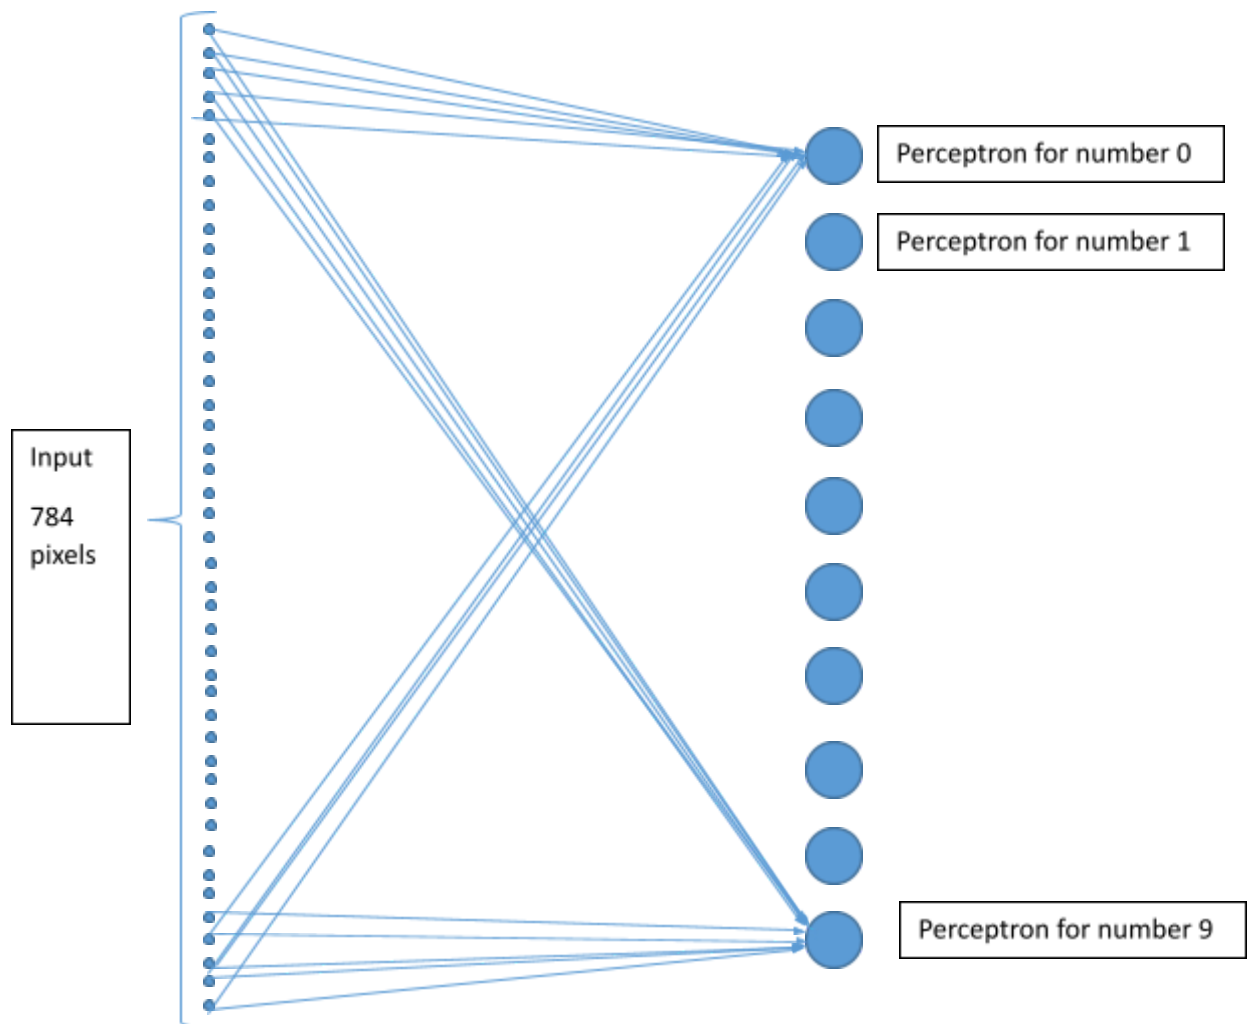 Perceptron for number 0
Perceptron for number 1
Input
784
pixels
Perceptron for number 9